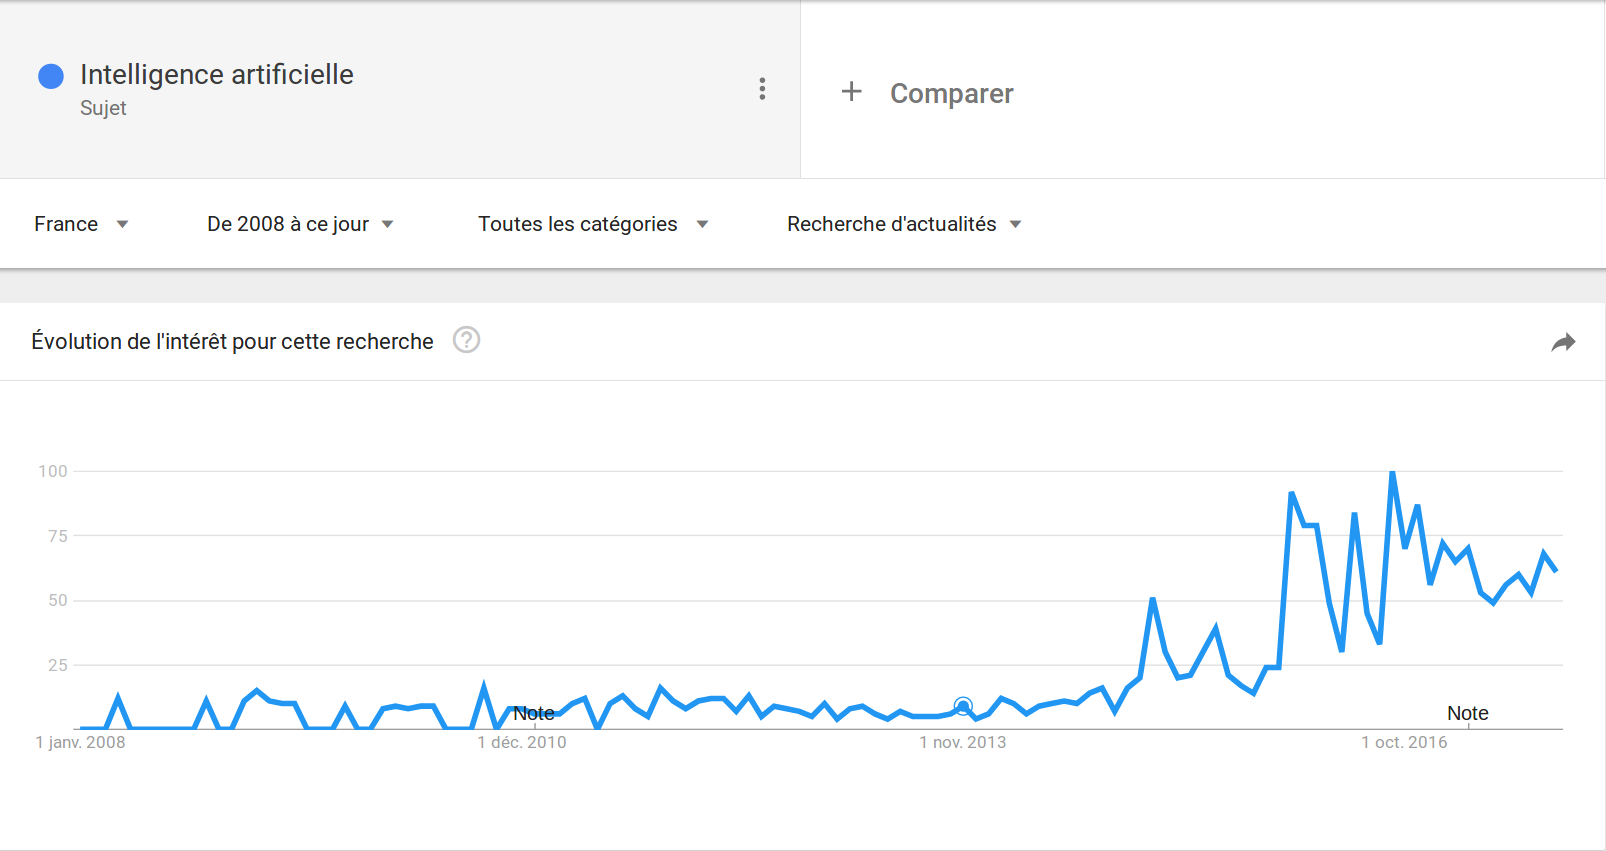 Intelligence artificielle
Sujet
+ Comparer
France
De 2008 à ce jour
Toutes les catégories
Recherche d'actualités
Évolution de l'intérêt pour cette recherche
?
100
75
50
25
Note
Note
1 janv. 2008
1 déc. 2010
1 nov. 2013
1 oct. 2016